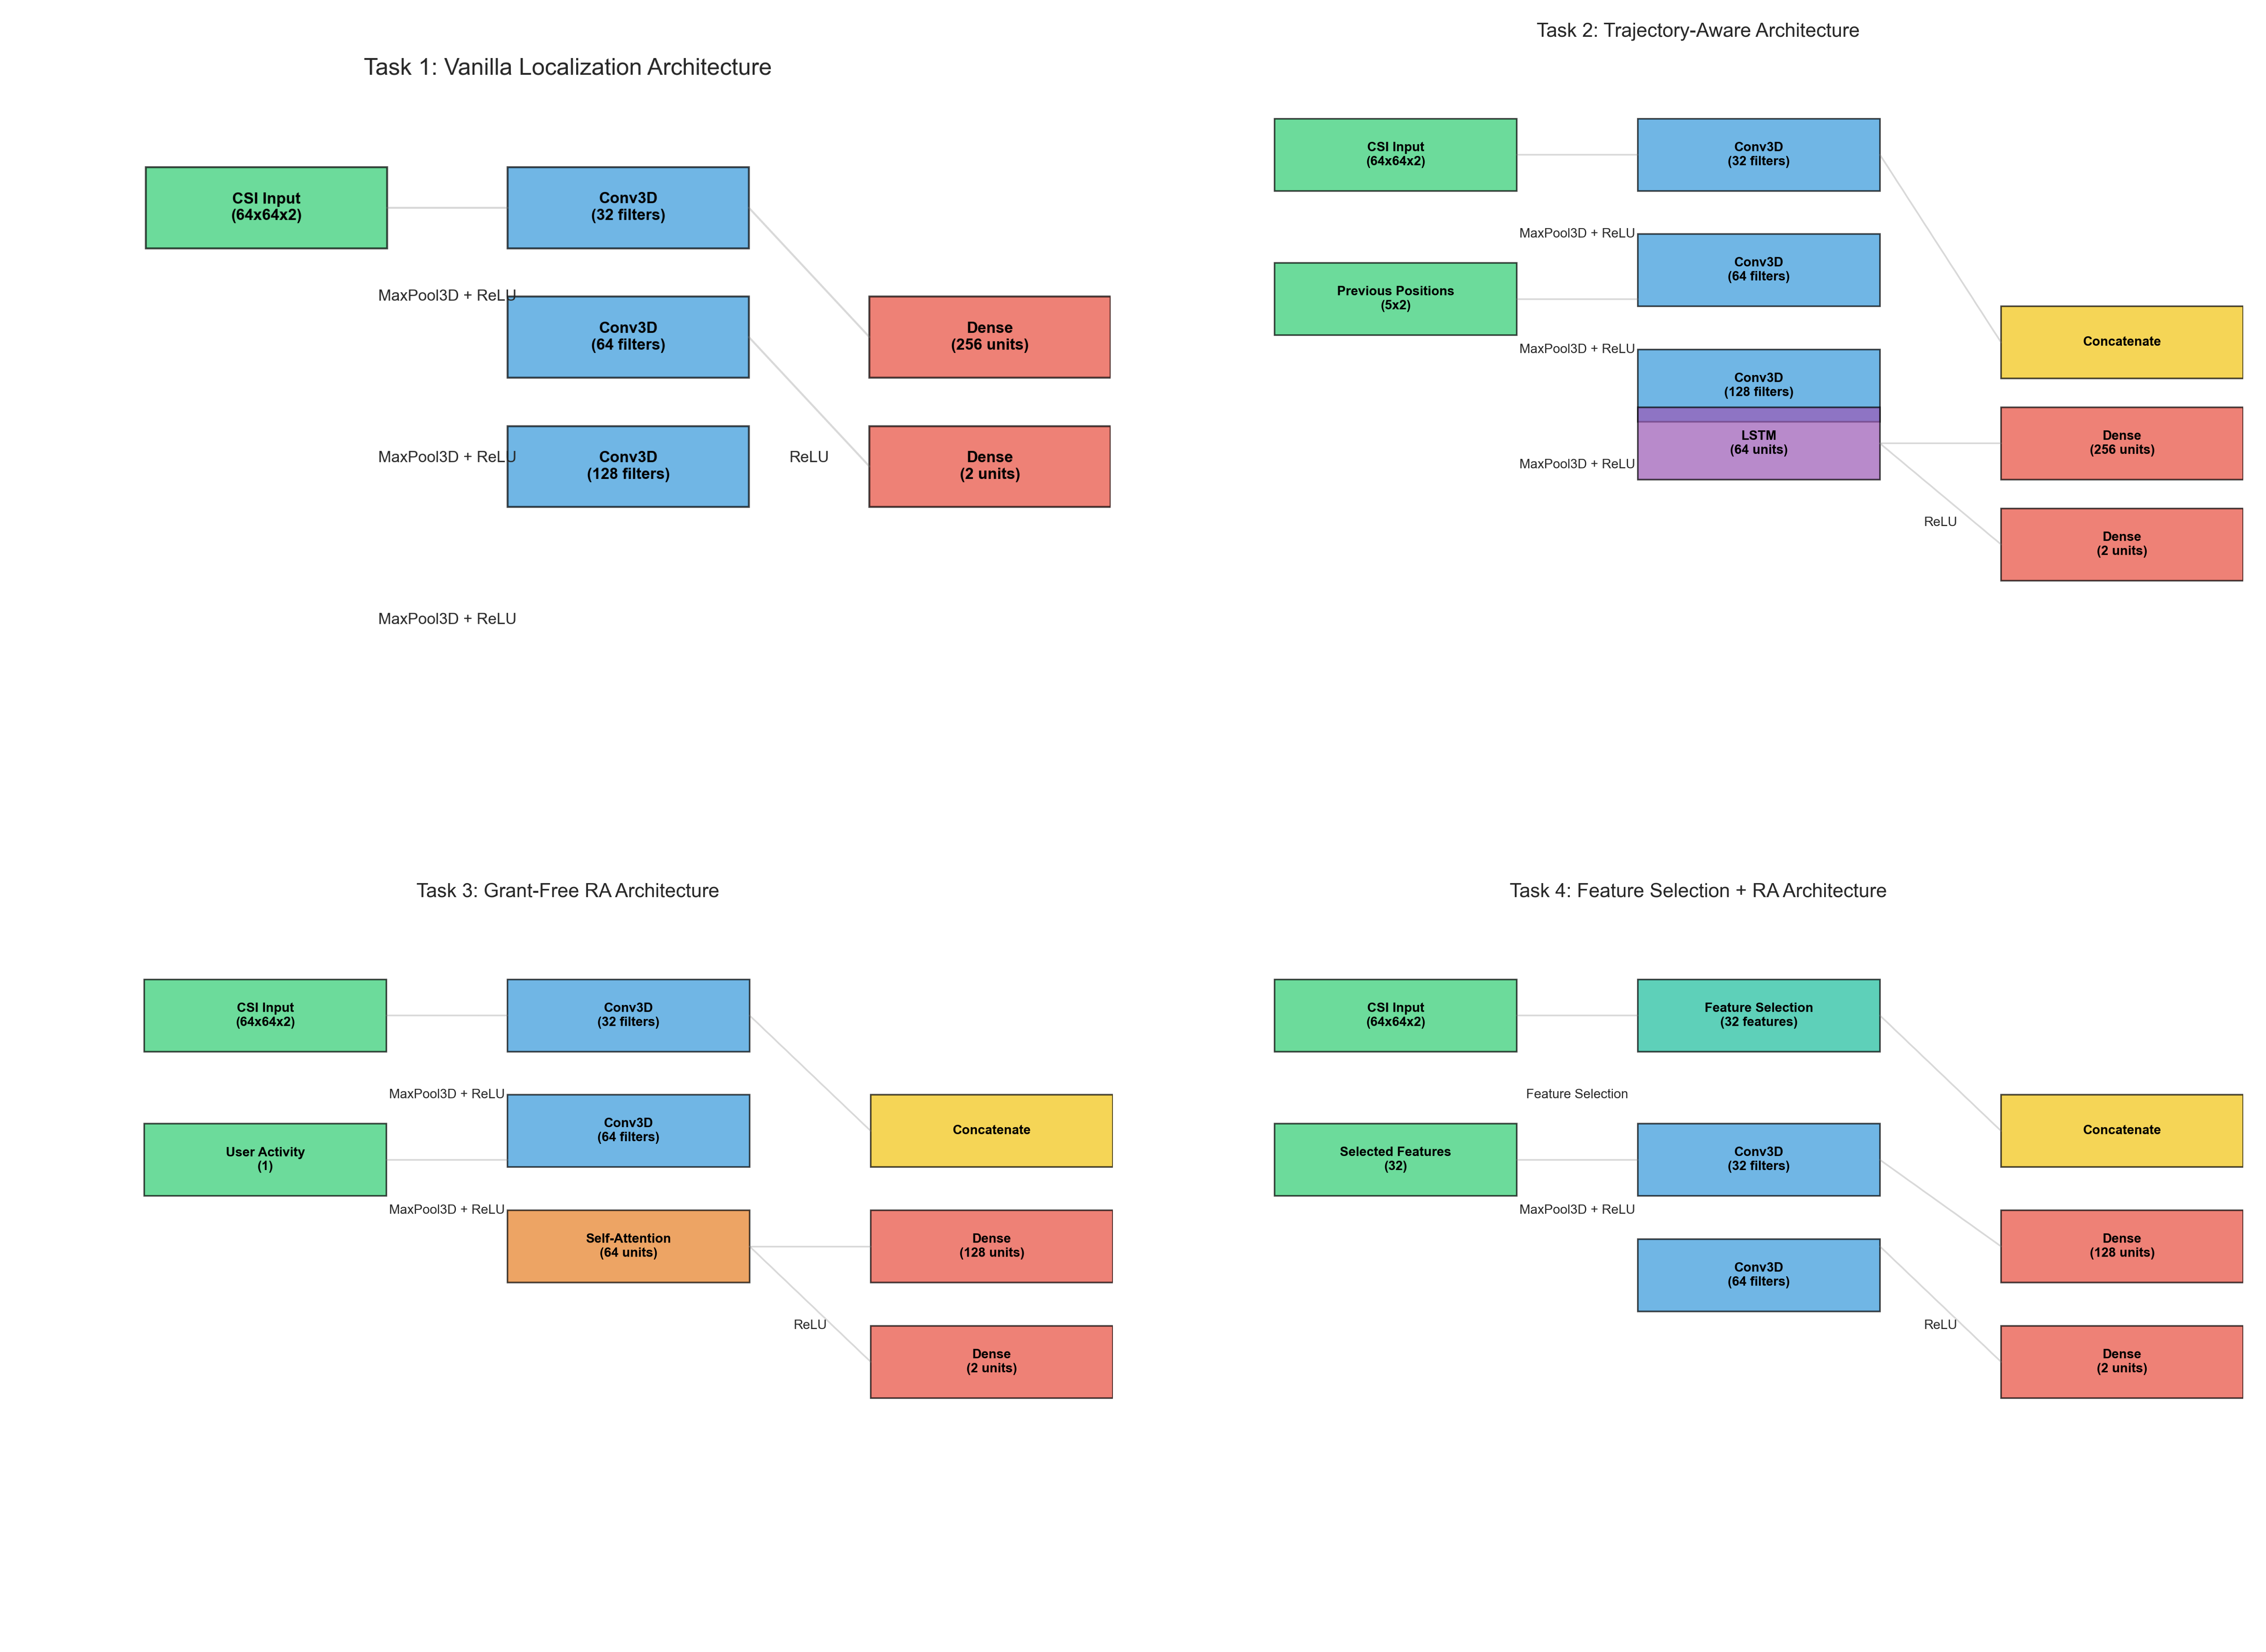 Task 1: Vanilla Localization Architecture
CSI Input
(64x64x2)
Conv3D
(32 filters)
MaxPool3D + ReLU
Conv3D
(64 filters)
Dense
(256 units)
MaxPool3D + ReLU
Conv3D
(128 filters)
ReLU
Dense
(2 units)
MaxPool3D + ReLU
Task 2: Trajectory-Aware Architecture
CSI Input
(64x64x2)
Conv3D
(32 filters)
MaxPool3D + ReLU
Conv3D
(64 filters)
Previous Positions
(5x2)
Concatenate
MaxPool3D + ReLU
Conv3D
(128 filters)
LSTM
(64 units)
Dense
(256 units)
MaxPool3D + ReLU
ReLU
Dense
(2 units)
Task 3: Grant-Free RA Architecture
CSI Input
(64x64x2)
Conv3D
(32 filters)
MaxPool3D + ReLU
Conv3D
(64 filters)
Concatenate
User Activity
(1)
MaxPool3D + ReLU
Self-Attention
(64 units)
Dense
(128 units)
ReLU
Dense
(2 units)
Task 4: Feature Selection + RA Architecture
CSI Input
(64x64x2)
Feature Selection
(32 features)
Feature Selection
Concatenate
Selected Features
(32)
Conv3D
(32 filters)
MaxPool3D + ReLU
Dense
(128 units)
Conv3D
(64 filters)
ReLU
Dense
(2 units)